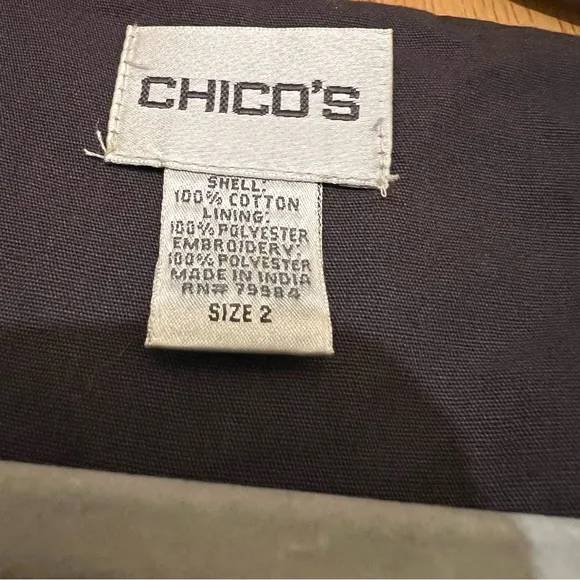 CHICO'S
SHELL:
100% COTTON
LINING:
100% POLYESTER
EMBROIDERY:
100% POLYESTER
MADE IN INDIA
RN# 79984
SIZE 2